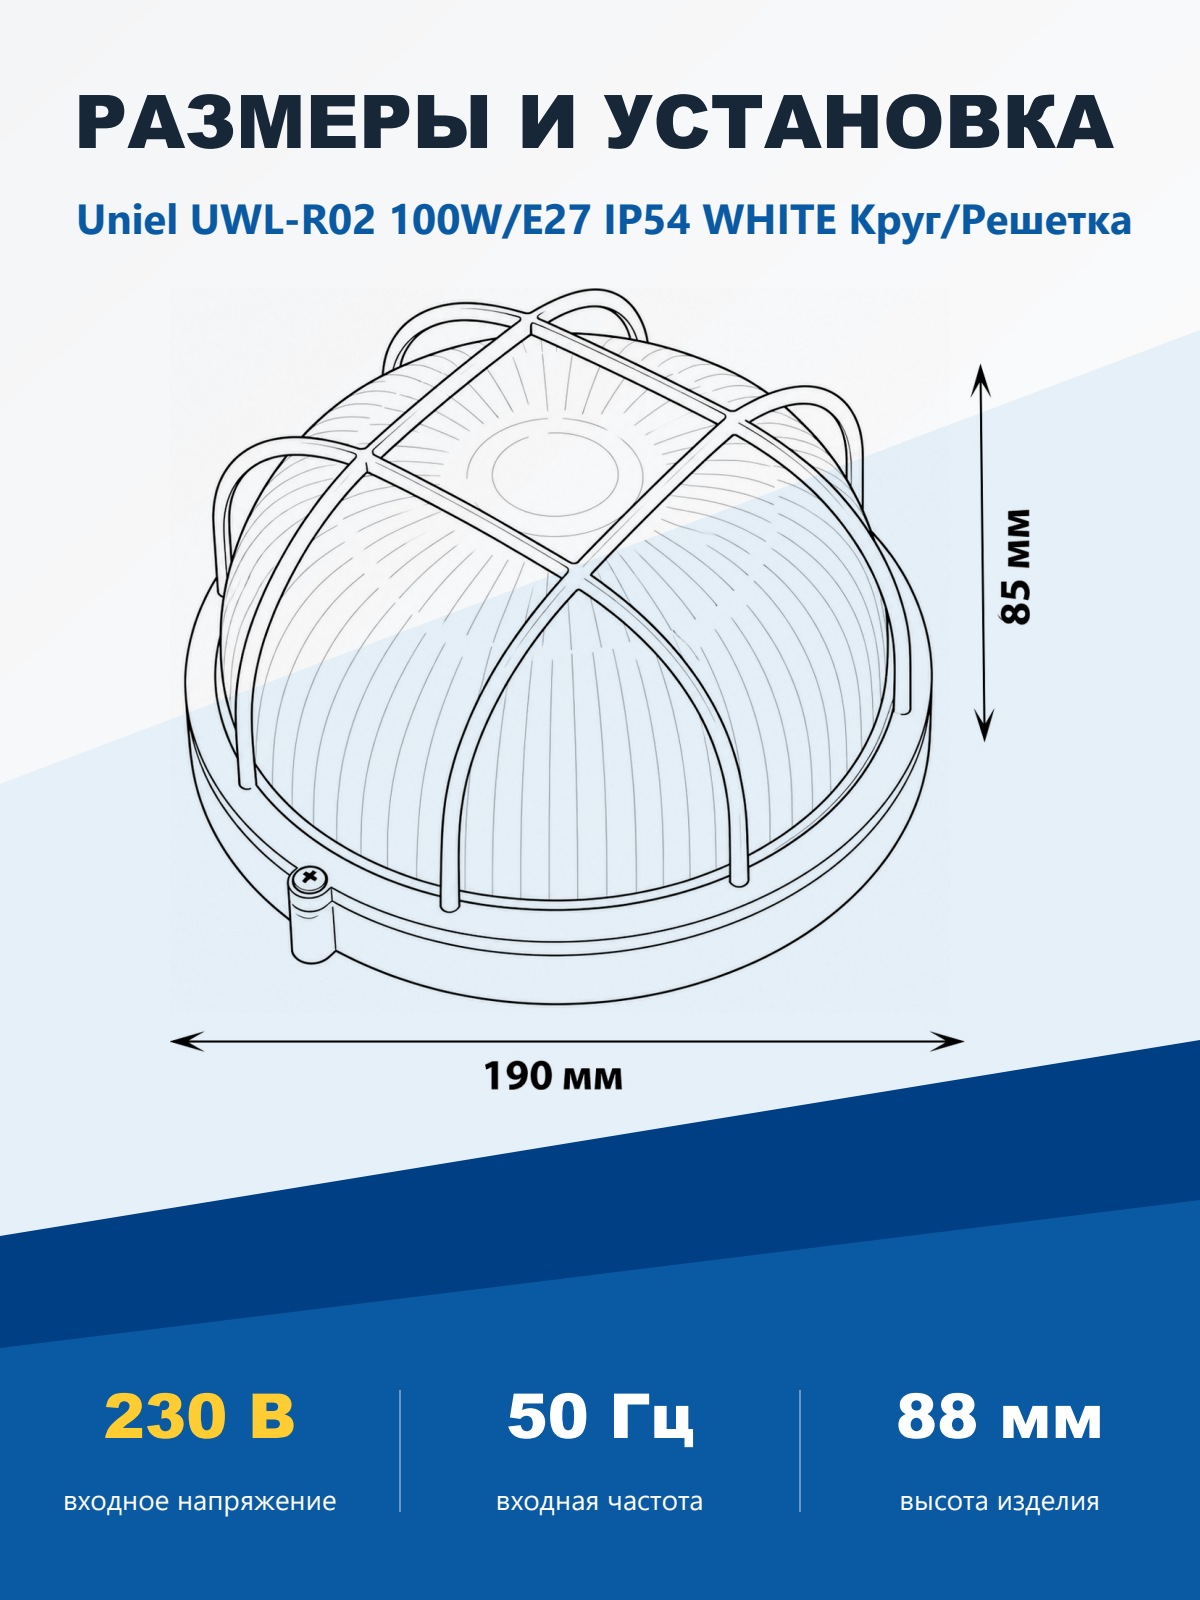 РАЗМЕРЫ И УСТАНОВКА
Uniel UWL-R02 100W/E27 IP54 WHITE Круг/Решетка
85 мм
190 мм
230 В
входное напряжение
50 Гц
входная частота
88 мм
высота изделия